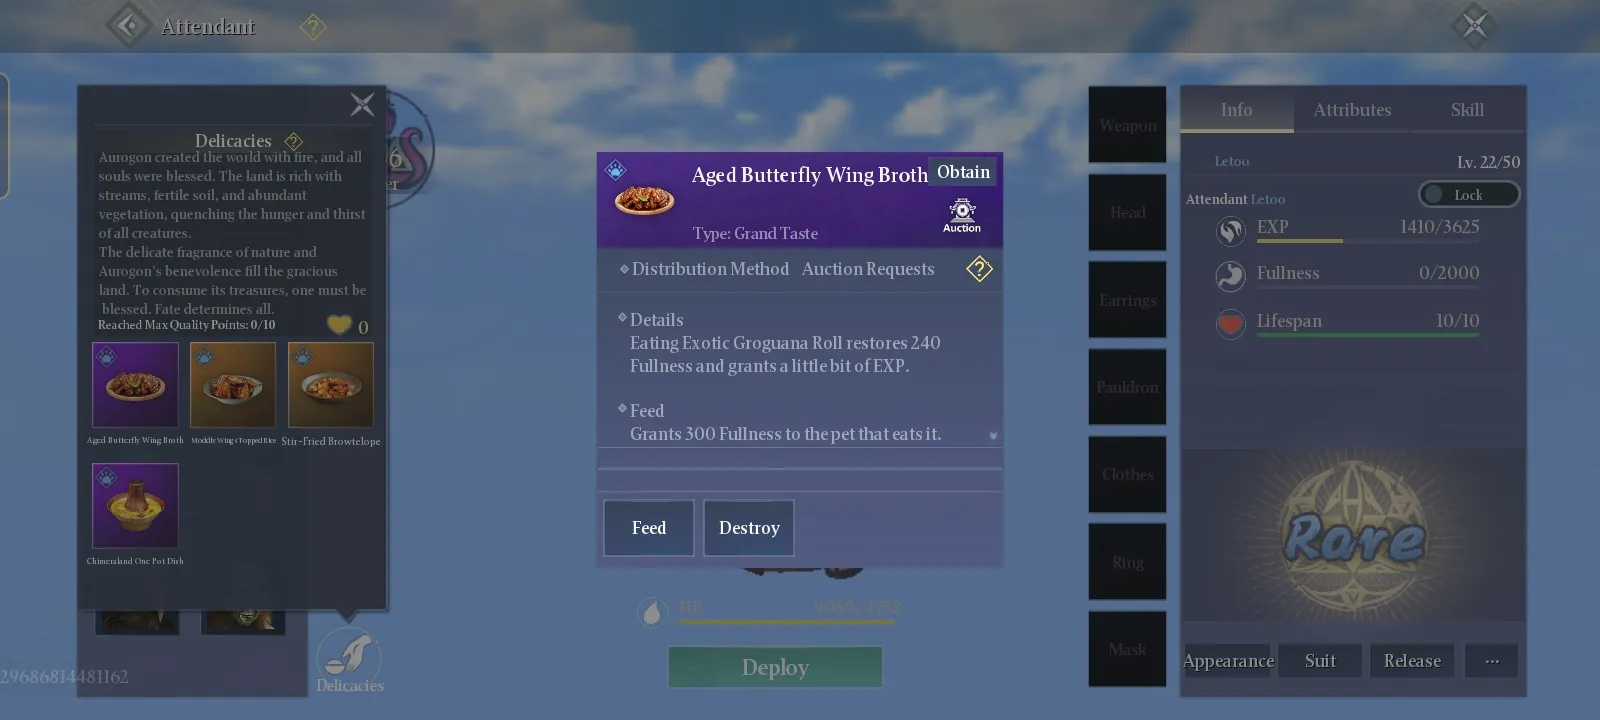 Attendant
?
Delicacies
?
Aurogon created the world with fire, and all
souls were blessed. The land is rich with
streams, fertile soil, and abundant
vegetation, quenching the hunger and thirst
of all creatures.
The delicate fragrance of nature and
Aurogon's benevolence fill the gracious
land. To consume its treasures, one must be
blessed. Fate determines all.
Reached Max Quality Points: 0/10
0
Aged Butterfly Wing Broth
Stir-Fried Browtelope
Chimeraland One Pot Dish
Delicacies
29686814481162
Aged Butterfly Wing Broth
Obtain
Type: Grand Taste
Auction
Distribution Method Auction Requests
?
Details
Eating Exotic Groguana Roll restores 240
Fullness and grants a little bit of EXP.
Feed
Grants 300 Fullness to the pet that eats it.
Feed
Destroy
HP
Deploy
Weapon
Head
Earrings
Pauldron
Clothes
Ring
Mask
Info
Attributes
Skill
Letoo
Lv. 22/50
Attendant Letoo
Lock
EXP
1410/3625
Fullness
0/2000
Lifespan
10/10
Rare
Appearance
Suit
Release
...